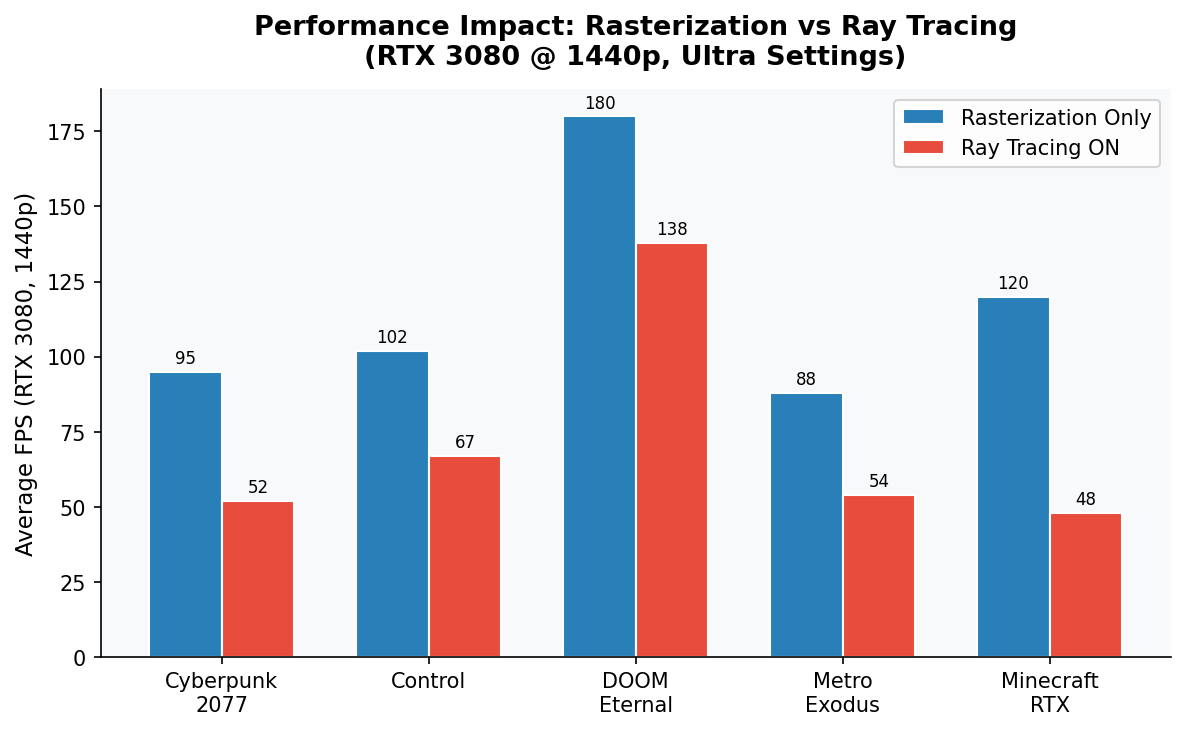 Performance Impact: Rasterization vs Ray Tracing
(RTX 3080 @ 1440p, Ultra Settings)
Average FPS (RTX 3080, 1440p)
175
150
125
100
75
50
25
0
Rasterization Only
Ray Tracing ON
95
52
102
67
180
138
88
54
120
48
Cyberpunk
2077
Control
DOOM
Eternal
Metro
Exodus
Minecraft
RTX